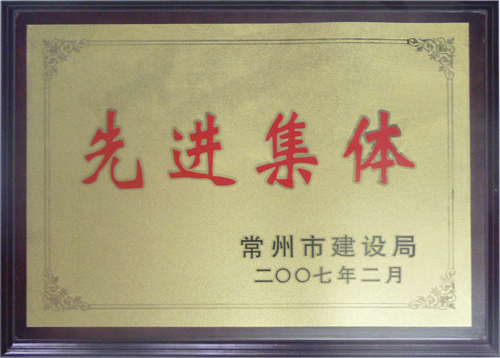 先进集体
常州市建设局
二〇〇七年二月